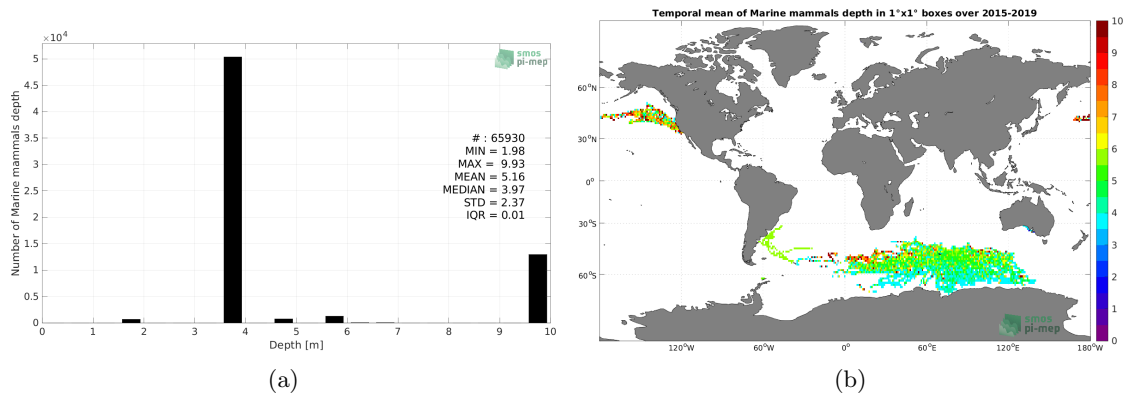 ×10⁴
5
4.5
4
3.5
3
2.5
2
1.5
1
0.5
0
Number of Marine mammals depth
smos
pi-mep
# : 65930
MIN = 1.98
MAX = 9.93
MEAN = 5.16
MEDIAN = 3.97
STD = 2.37
IQR = 0.01
0 1 2 3 4 5 6 7 8 9 10
Depth [m]
(a)
Temporal mean of Marine mammals depth in 1°x1° boxes over 2015-2019
60°N
30°N
0°
30°S
60°S
120°W 60°W 0° 60°E 120°E 180°W
smos
pi-mep
10
9
8
7
6
5
4
3
2
1
0
(b)